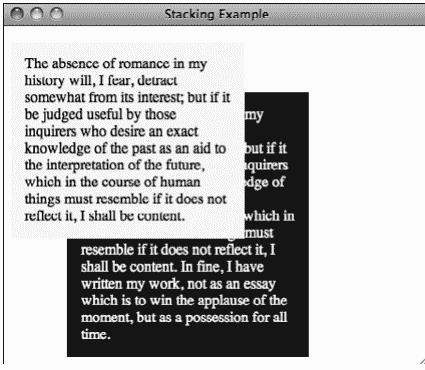 Stacking Example
The absence of romance in my
history will, I fear, detract
somewhat from its interest; but if it
be judged useful by those
inquirers who desire an exact
knowledge of the past as an aid to
the interpretation of the future,
which in the course of human
things must resemble if it does not
reflect it, I shall be content.
my
but if it
nquirers
dge of
which in
must
resemble if it does not reflect it, I
shall be content. In fine, I have
written my work, not as an essay
which is to win the applause of the
moment, but as a possession for all
time.